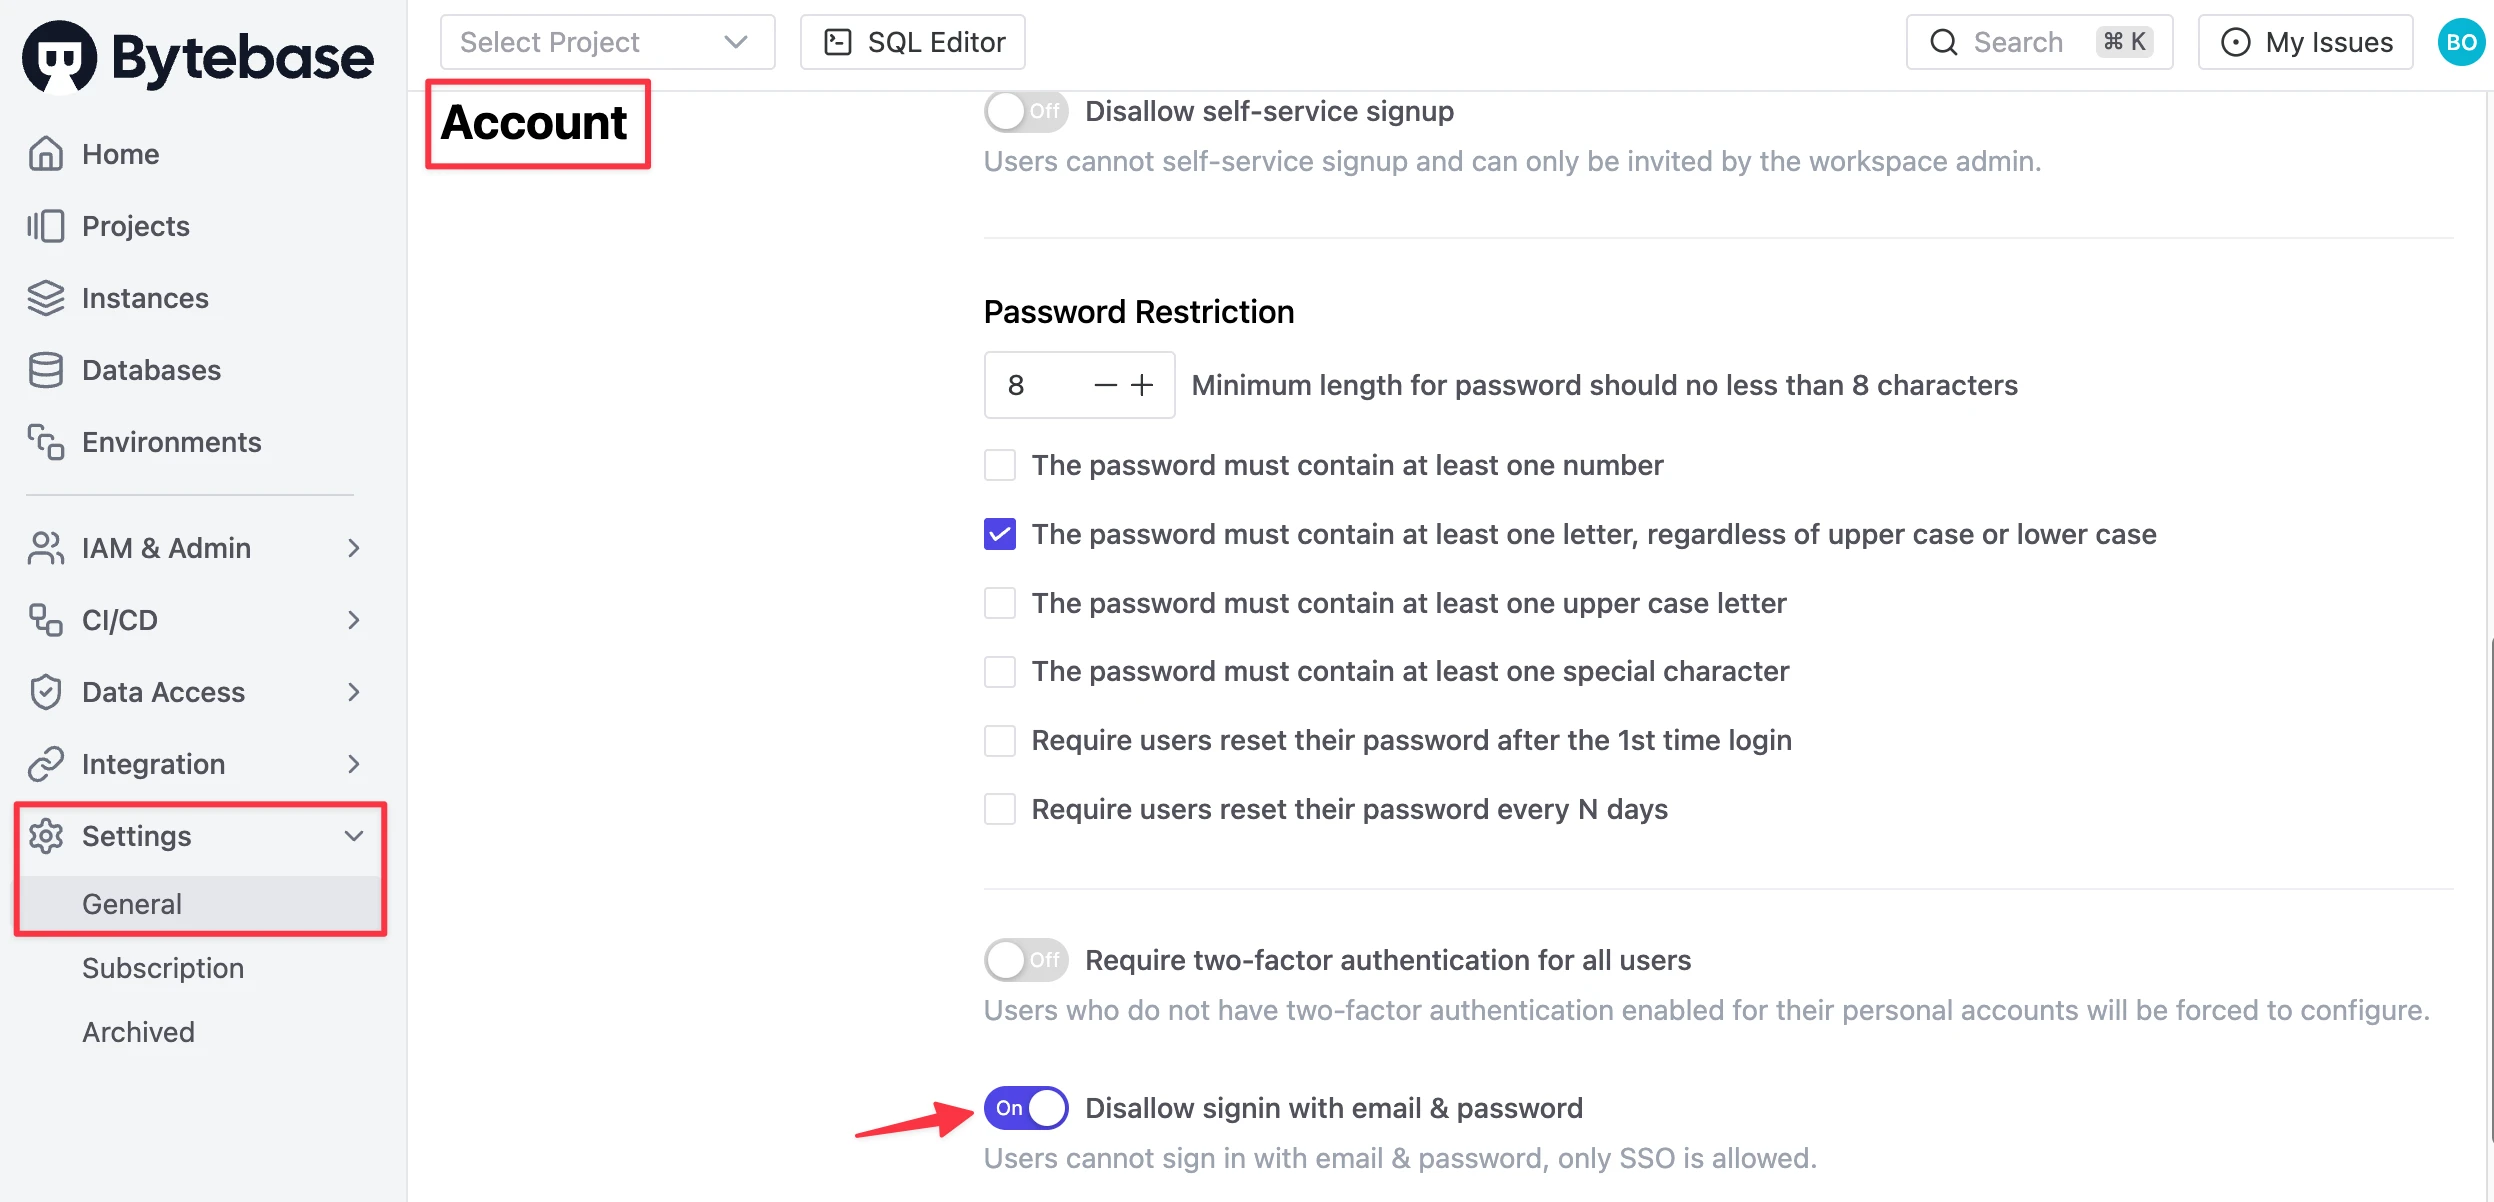 Bytebase
Select Project
SQL Editor
Search
⌘ K
My Issues
BO
Home
Projects
Instances
Databases
Environments
IAM & Admin
CI/CD
Data Access
Integration
Settings
General
Subscription
Archived
Account
Off
Disallow self-service signup
Users cannot self-service signup and can only be invited by the workspace admin.
Password Restriction
8
Minimum length for password should no less than 8 characters
The password must contain at least one number
The password must contain at least one letter, regardless of upper case or lower case
The password must contain at least one upper case letter
The password must contain at least one special character
Require users reset their password after the 1st time login
Require users reset their password every N days
Off
Require two-factor authentication for all users
Users who do not have two-factor authentication enabled for their personal accounts will be forced to configure.
On
Disallow signin with email & password
Users cannot sign in with email & password, only SSO is allowed.